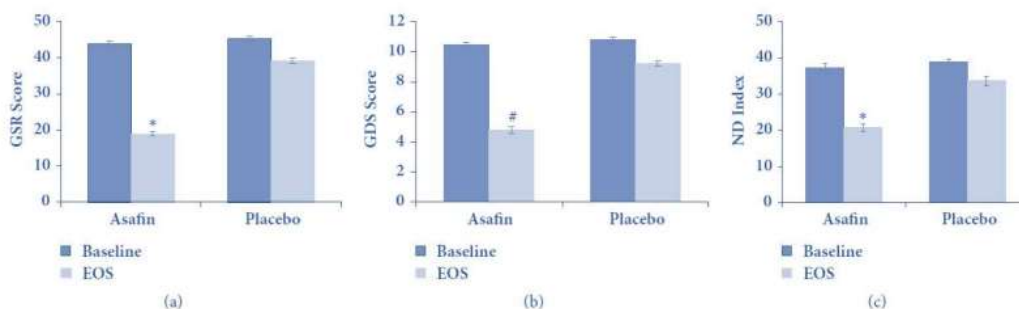 GSR Score
50
40
30
20
10
0
*
Asafin Placebo
Baseline
EOS
(a)
GDS Score
12
10
8
6
4
2
0
#
Asafin Placebo
Baseline
EOS
(b)
ND Index
50
40
30
20
10
0
*
Asafin Placebo
Baseline
EOS
(c)